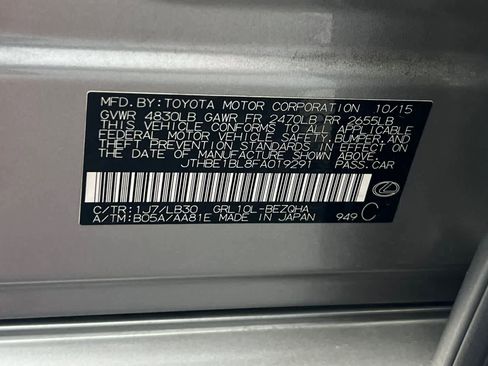 MFD.BY:TOYOTA MOTOR CORPORATION 10/15
GVWR 4830LB GAWR FR 2470LB RR 2655LB
THIS VEHICLE CONFORMS TO ALL APPLICABLE
FEDERAL MOTOR VEHICLE SAFETY,BUMPER,AND
THEFT PREVENTION STANDARDS IN EFFECT ON
THE DATE OF MANUFACTURE SHOWN ABOVE.
JTHBE1BL8FA019291 PASS.CAR
C/TR:1J7/LB30 GRL10L-BEZQHA
A/TM:B05A/AA81E MADE IN JAPAN 949 C